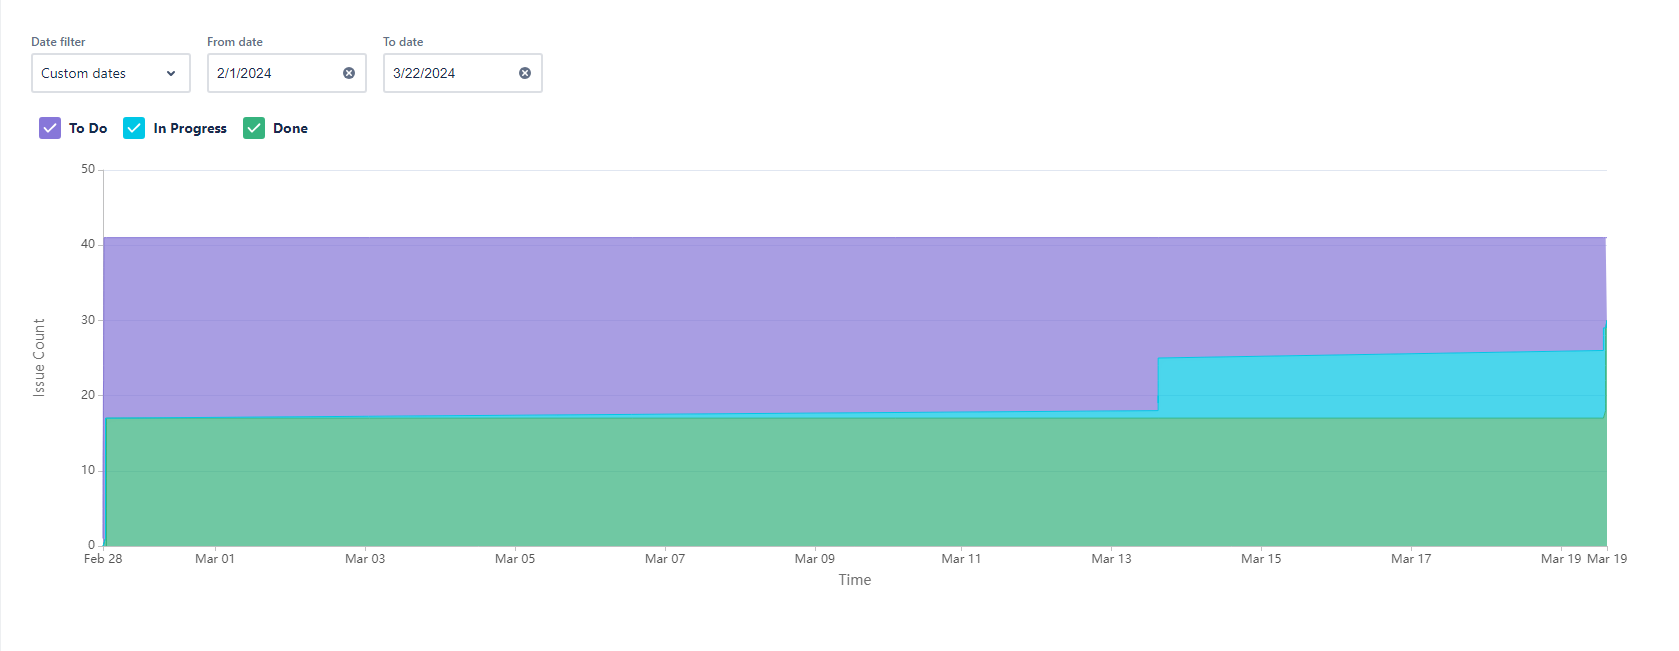 Date filter From date To date
Custom dates 2/1/2024 3/22/2024
To Do In Progress Done
50
40
30
20
10
0
Issue Count
Feb 28 Mar 01 Mar 03 Mar 05 Mar 07 Mar 09 Mar 11 Mar 13 Mar 15 Mar 17 Mar 19 Mar 19
Time